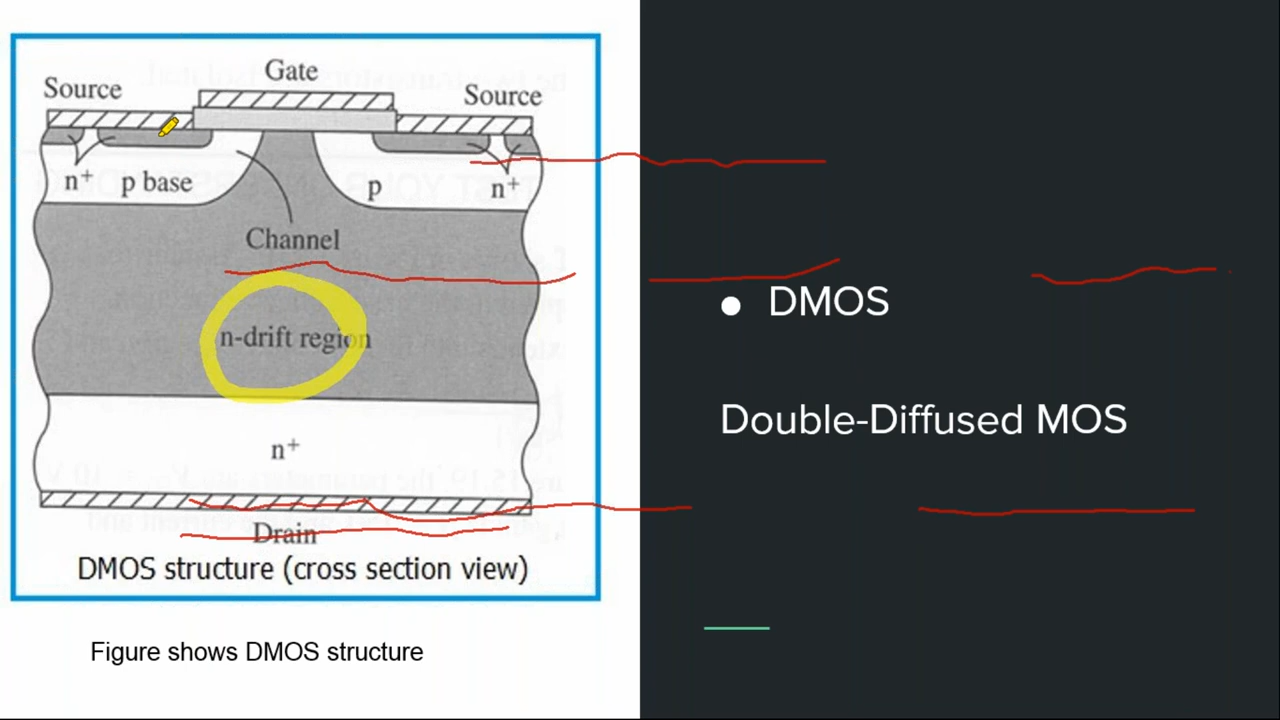 Gate
Source
Source
n+
p base
p
n+
Channel
n-drift region
n+
Drain
DMOS structure (cross section view)
Figure shows DMOS structure
● DMOS
Double-Diffused MOS